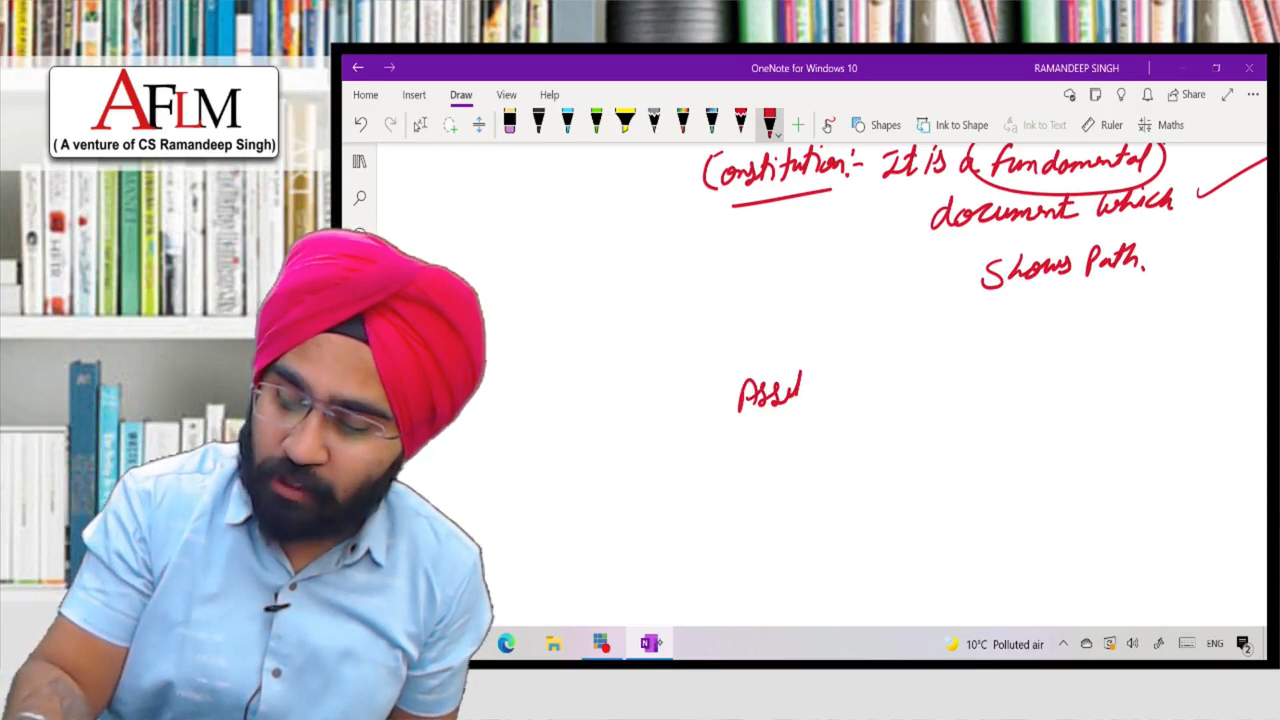 AFLM
( A venture of CS Ramandeep Singh)
OneNote for Windows 10
RAMANDEEP SINGH
Home Insert Draw View Help
Share
Shapes Ink to Shape Ink to Text Ruler Maths
Constitution:- It is a fundamental
document which
shows Path.
10°C Polluted air
ENG
2